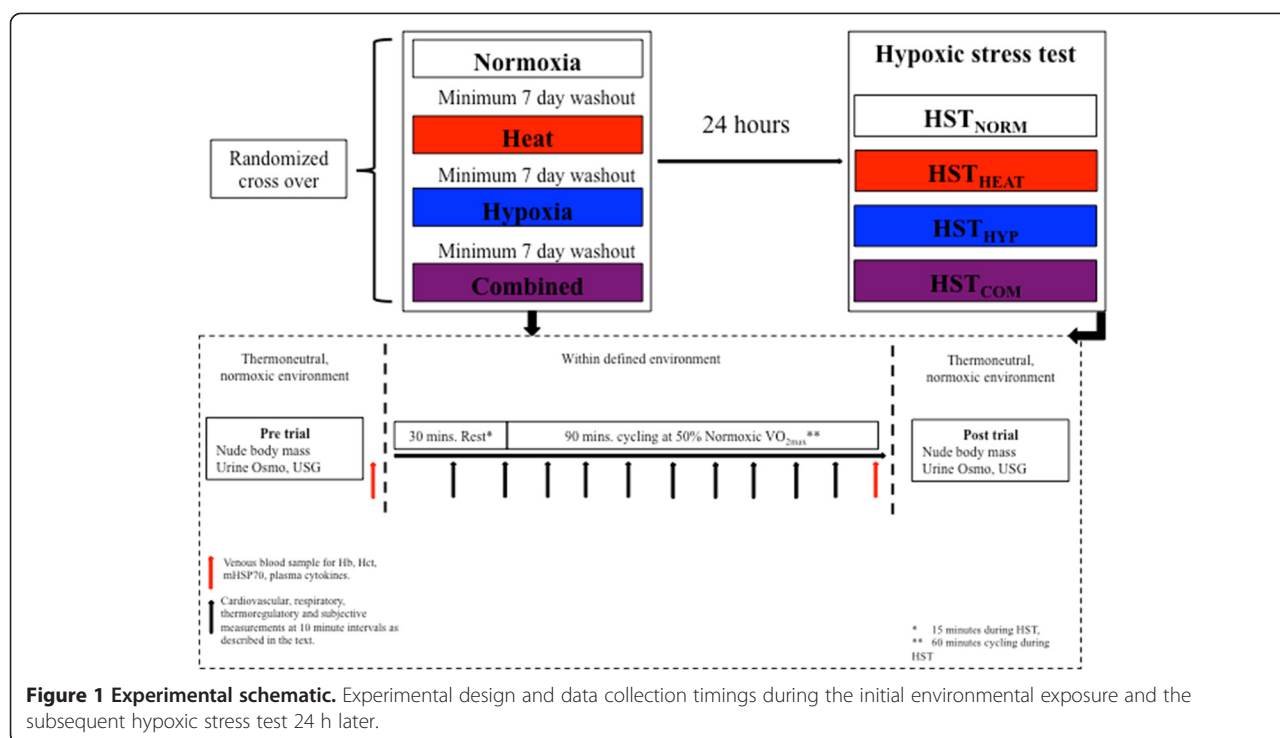 Randomized
cross over
Normoxia
Minimum 7 day washout
Heat
Minimum 7 day washout
Hypoxia
Minimum 7 day washout
Combined
24 hours
Hypoxic stress test
HSTNORM
HSTHEAT
HSTHYP
HSTCOM
Thermoneutral,
normoxic environment
Within defined environment
Thermoneutral,
normoxic environment
Pre trial
Nude body mass
Urine Osmo, USG
30 mins. Rest*
90 mins. cycling at 50% Normoxic VO2max**
Post trial
Nude body mass
Urine Osmo, USG
Venous blood sample for Hb, Hct,
mHSP70, plasma cytokines.
Cardiovascular, respiratory,
thermoregulatory and subjective
measurements at 10 minute intervals as
described in the text.
* 15 minutes during HST,
** 60 minutes cycling during
HST
Figure 1 Experimental schematic. Experimental design and data collection timings during the initial environmental exposure and the
subsequent hypoxic stress test 24 h later.